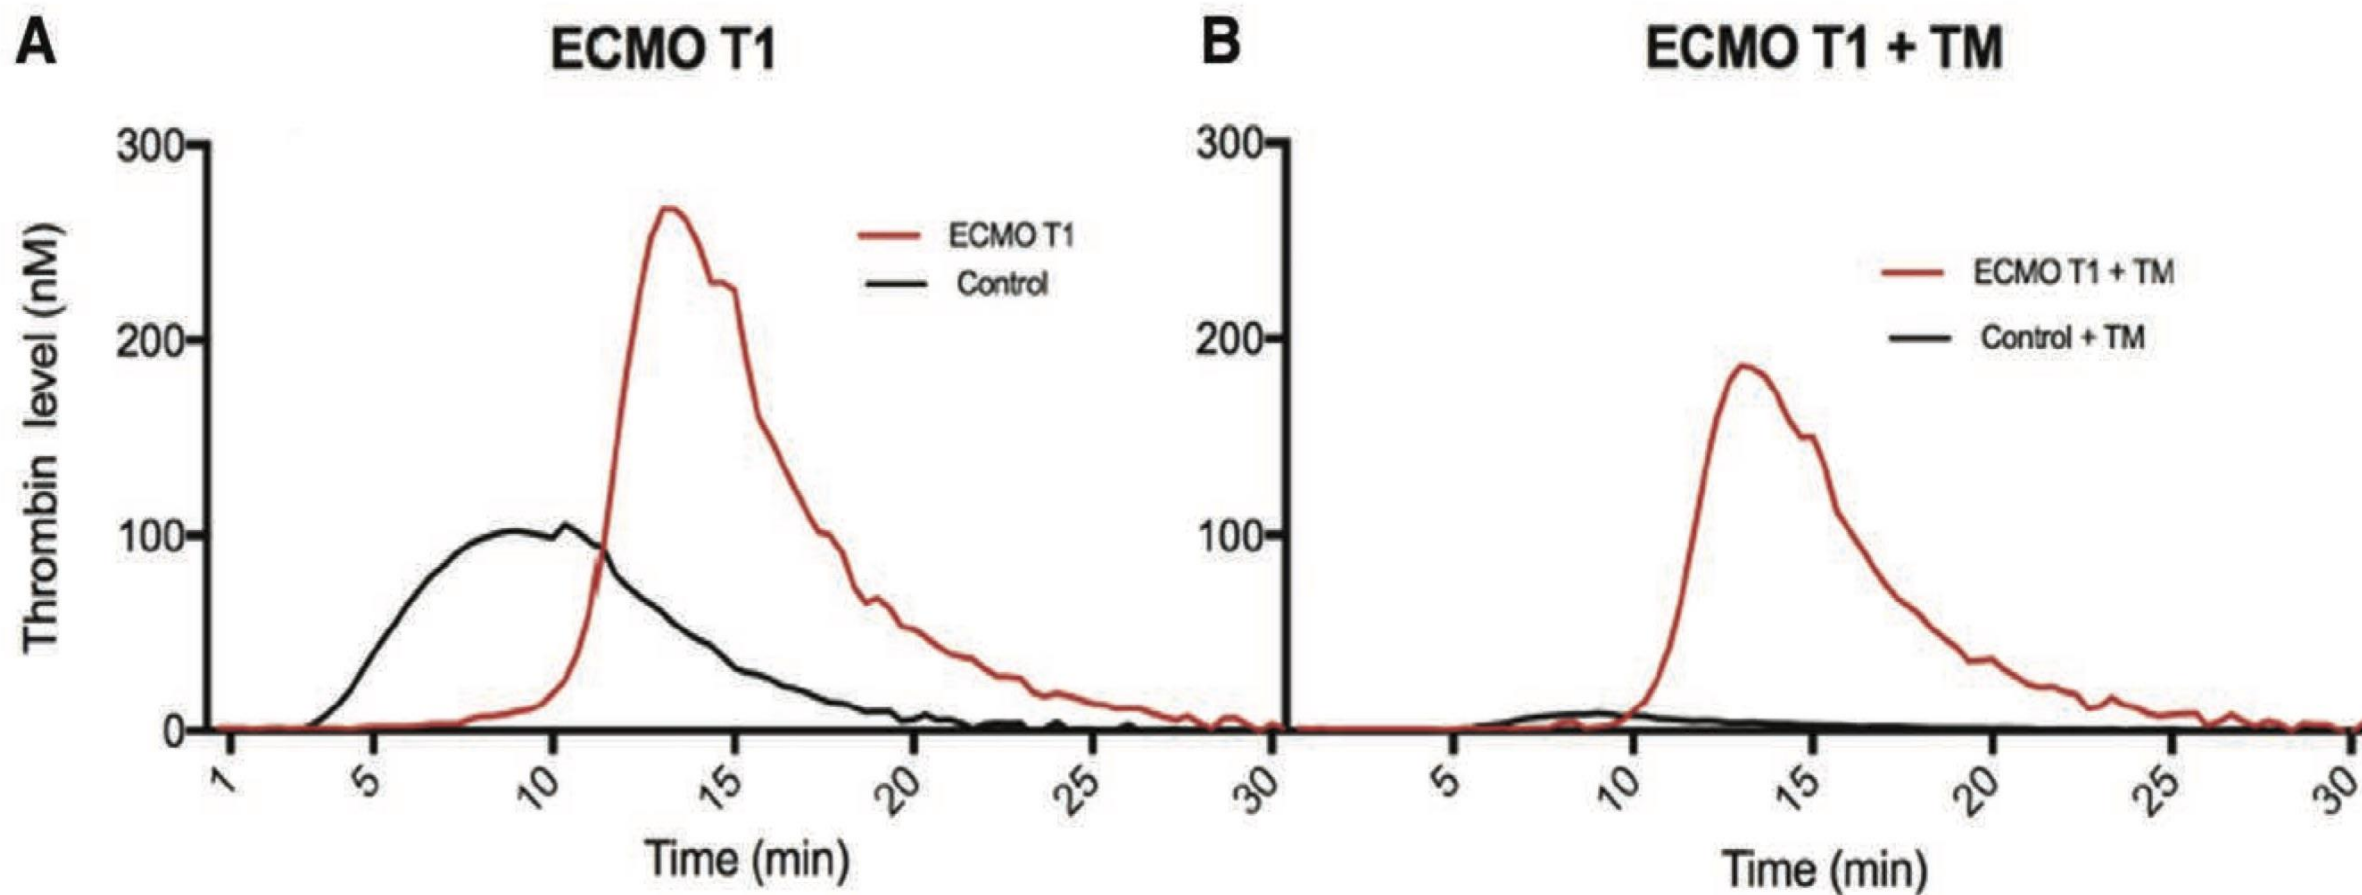 A
ECMO T1
300
200
100
0
Thrombin level (nM)
ECMO T1
Control
1
5
10
15
20
25
30
Time (min)
B
ECMO T1 + TM
300
200
100
ECMO T1 + TM
Control + TM
5
10
15
20
25
30
Time (min)